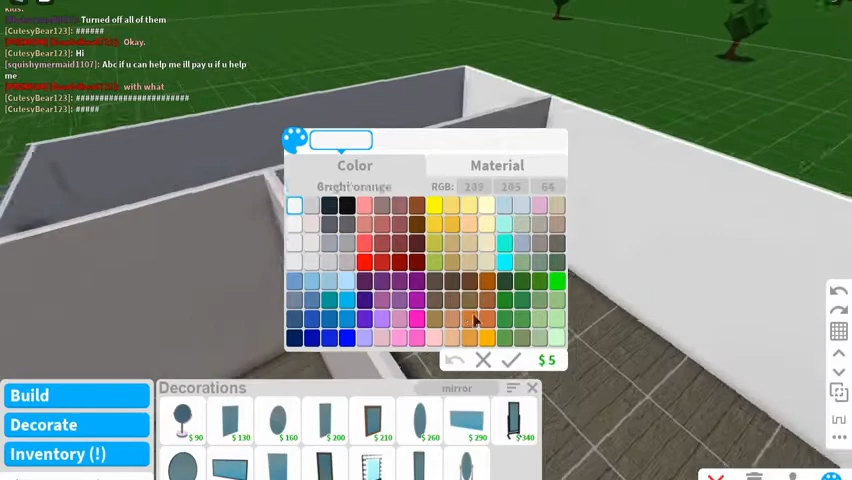 kids.
Turned off all of them
[CutesyBear123]: ######
Okay.
[CutesyBear123]: Hi
[squishymermaid1107]: Abc if u can help me ill pay u if u help
me
with what
[CutesyBear123]: #######################
[CutesyBear123]: #####
Color
Material
Bright orange
RGB:
205
$ 5
Build
Decorate
Inventory (!)
Decorations
mirror
$ 90
$ 130
$ 160
$ 200
$ 210
$ 260
$ 290
$ 340